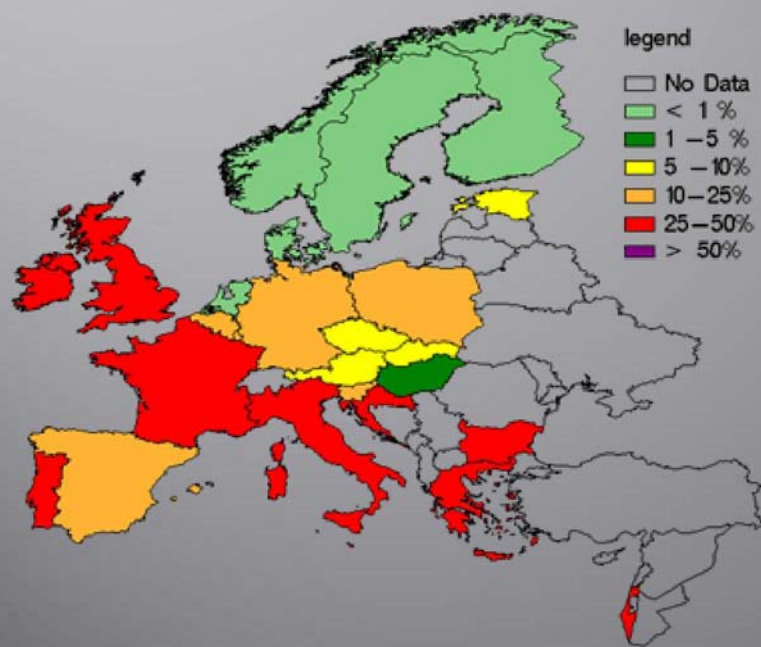 legend
No Data
< 1 %
1 –5 %
5 –10%
10–25%
25–50%
> 50%